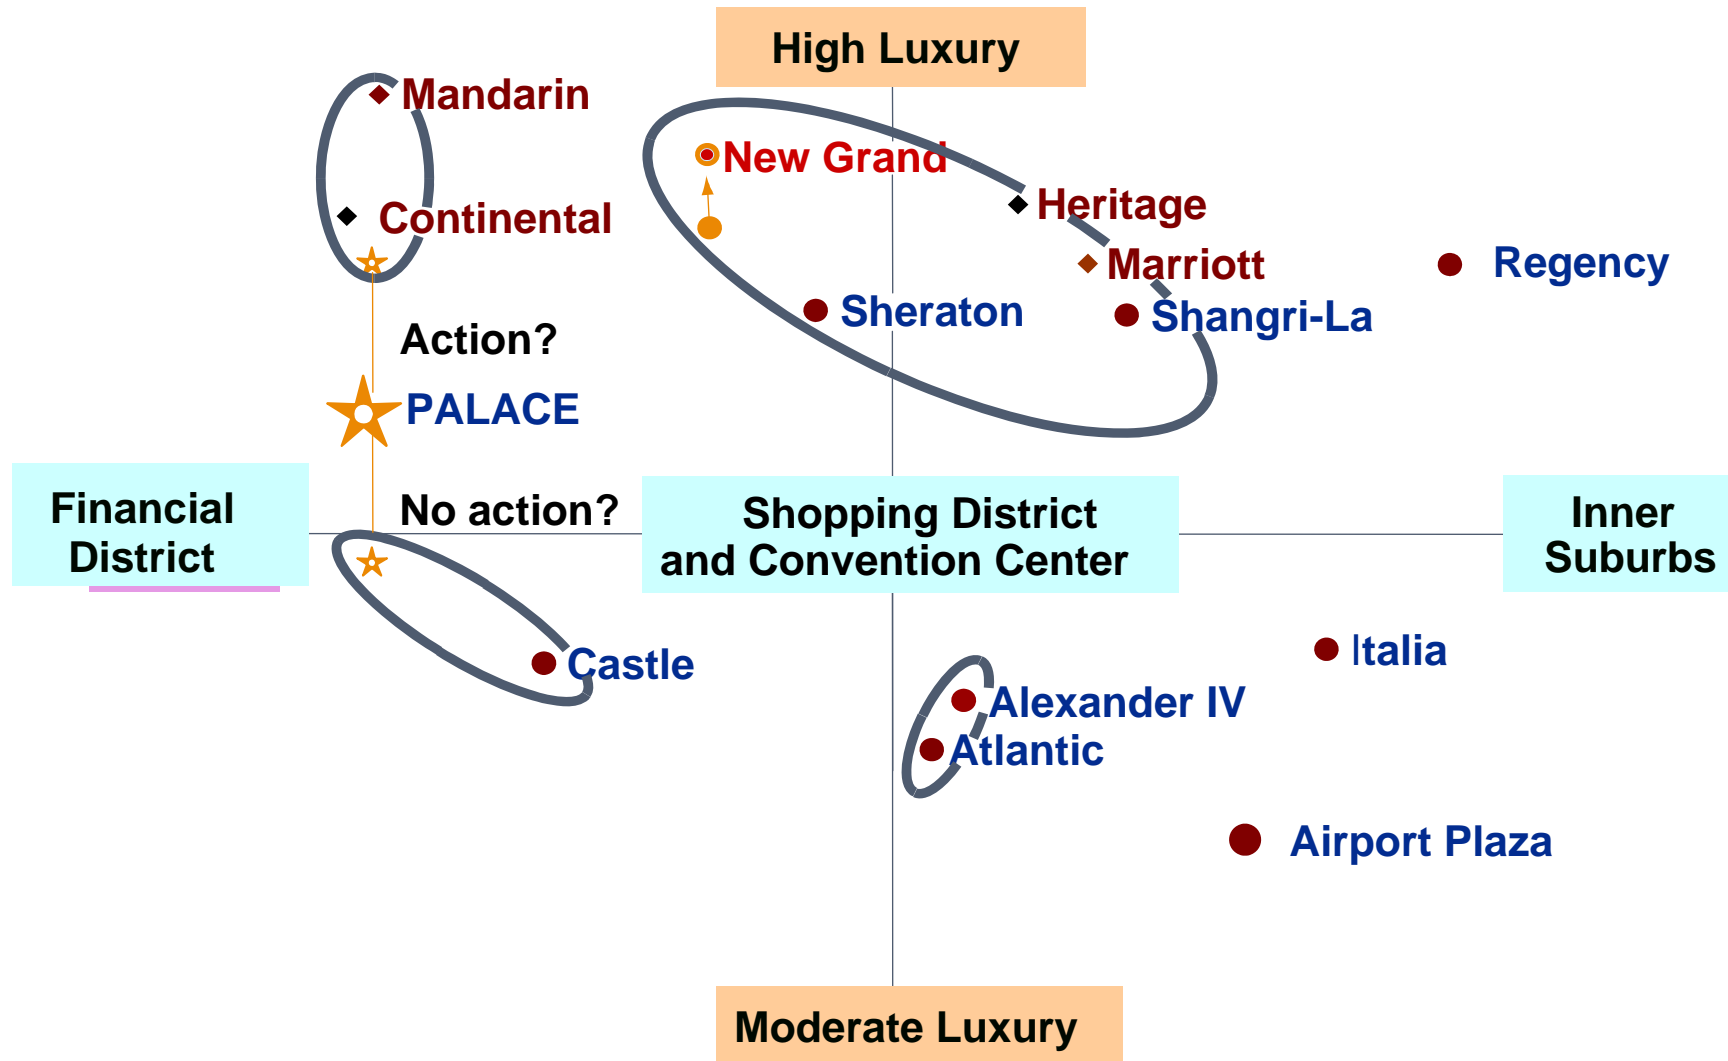 High Luxury
Mandarin
New Grand
Heritage
Continental
Marriott
Regency
Sheraton
Shangri-La
Action?
PALACE
No action?
Financial
District
Shopping District
and Convention Center
Inner
Suburbs
Castle
Italia
Alexander IV
Atlantic
Airport Plaza
Moderate Luxury